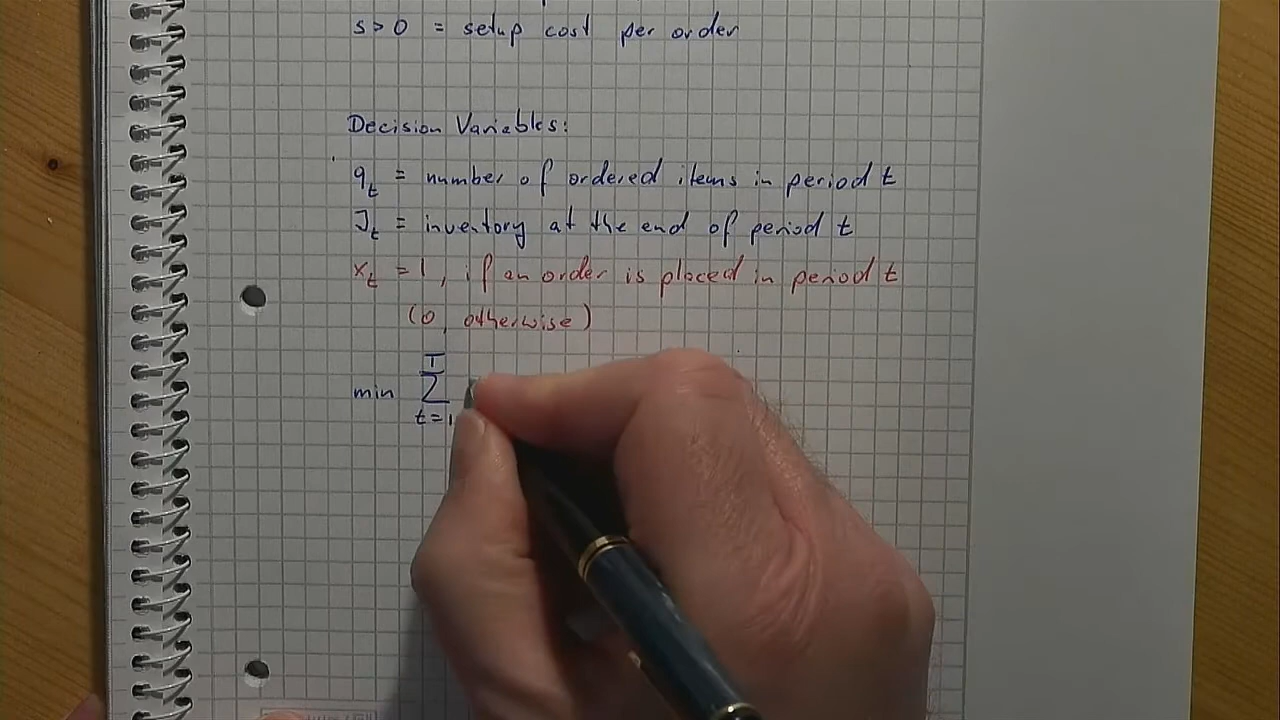 s > 0 = setup cost per order
Decision Variables:
q_t = number of ordered items in period t
I_t = inventory at the end of period t
x_t = 1, if an order is placed in period t
(0, otherwise)
T
min Σ
t = 1